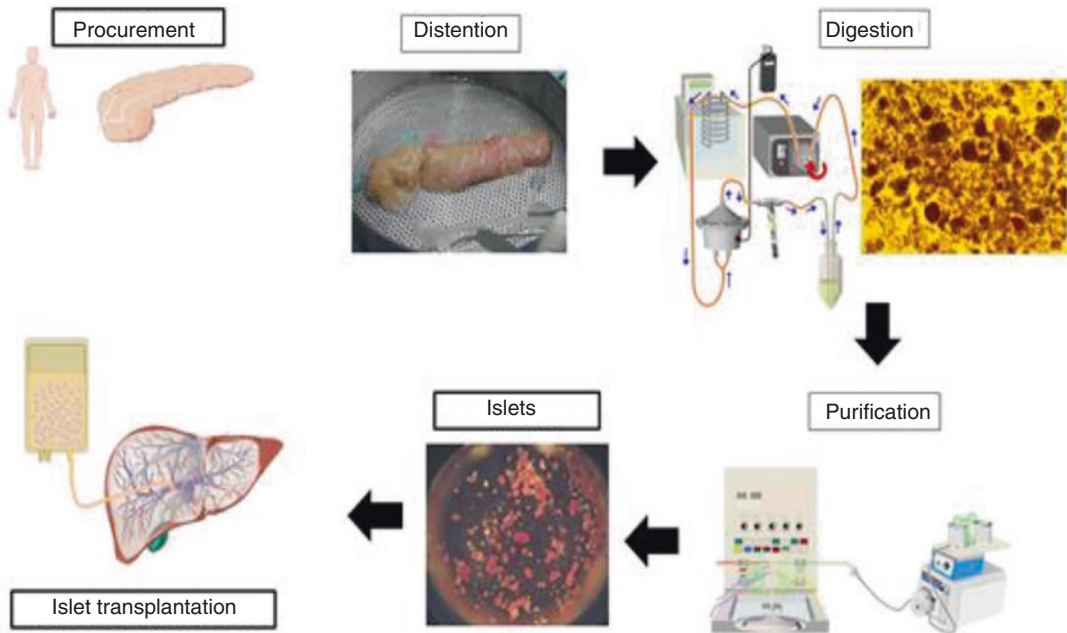 Procurement
Distention
Digestion
Purification
Islets
Islet transplantation